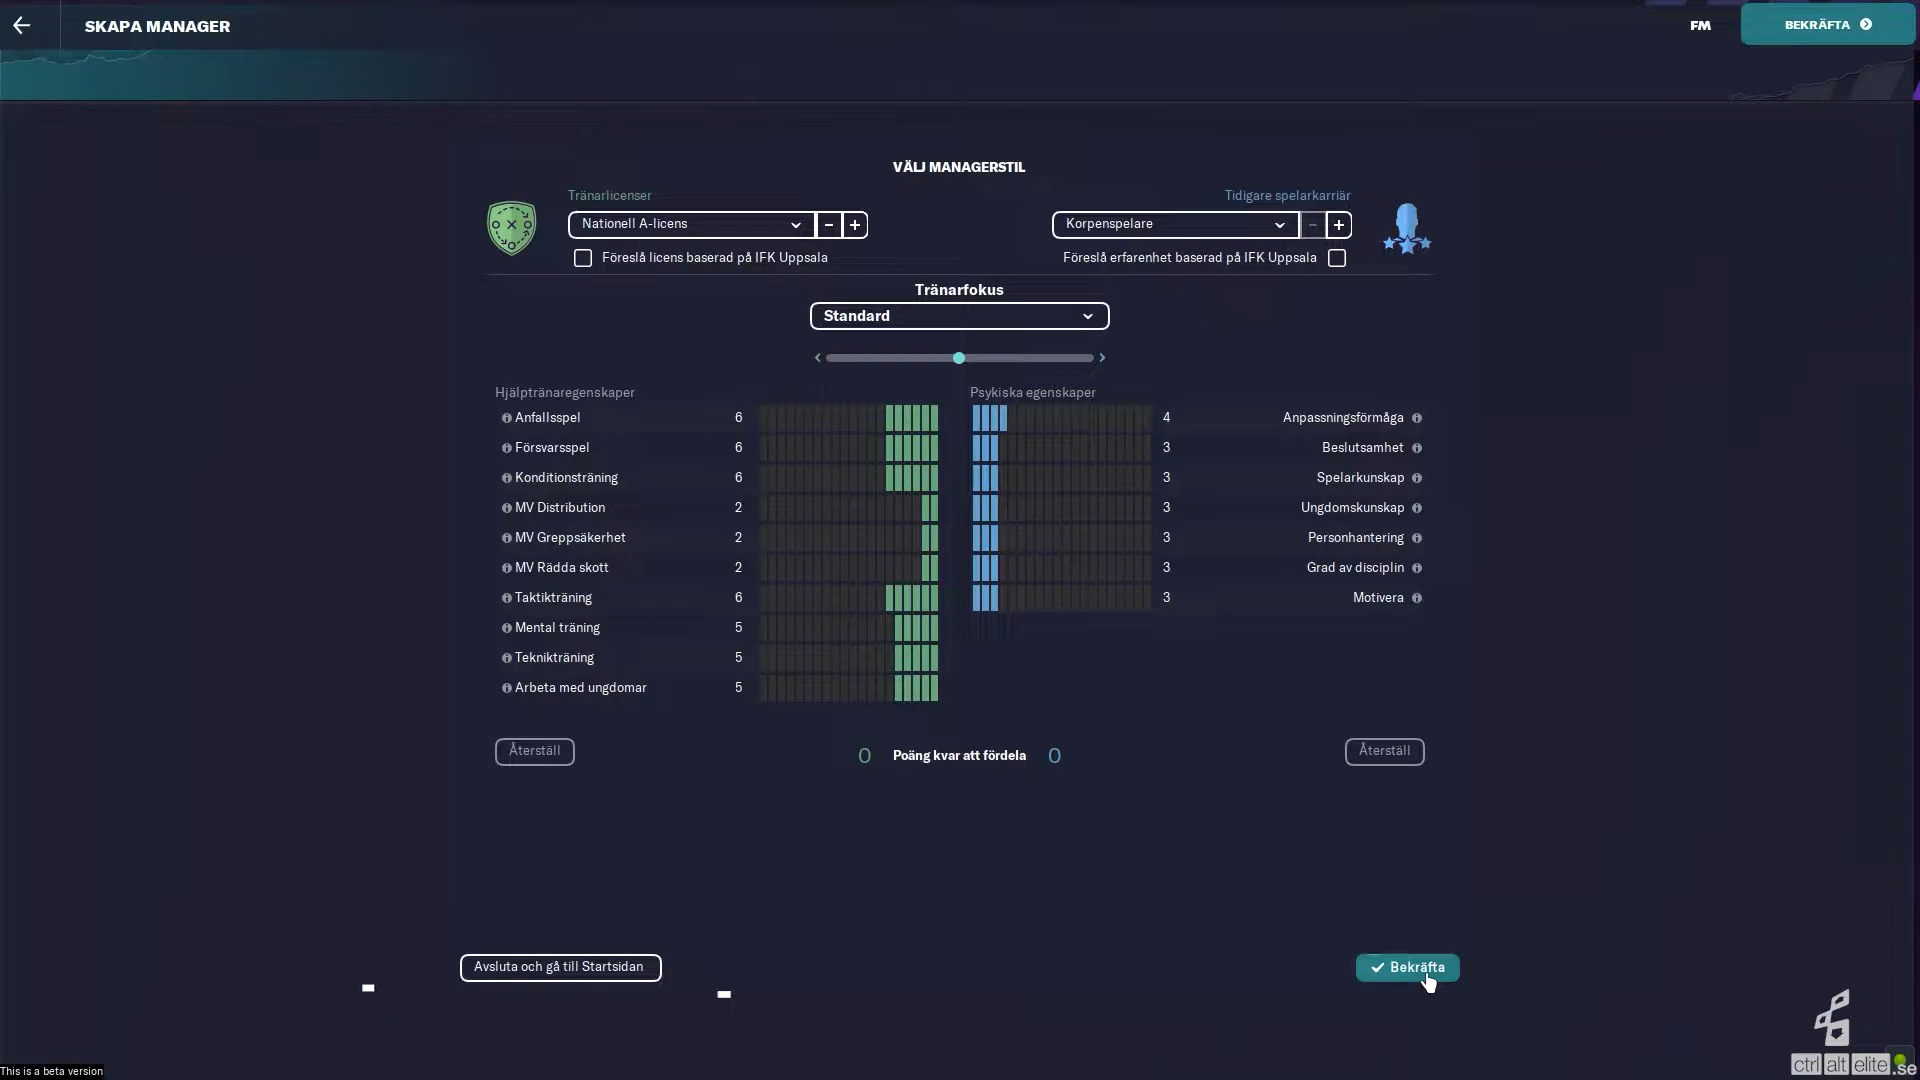 SKAPA MANAGER
FM
BEKRÄFTA
VÄLJ MANAGERSTIL
Tränarlicenser
Tidigare spelarkarriär
Nationell A-licens
Korpenspelare
Föreslå licens baserad på IFK Uppsala
Föreslå erfarenhet baserad på IFK Uppsala
Tränarfokus
Standard
Hjälptränaregenskaper
Psykiska egenskaper
Anfallsspel 6
4 Anpassningsförmåga
Försvarsspel 6
3 Beslutsamhet
Konditionsträning 6
3 Spelarkunskap
MV Distribution 2
3 Ungdomskunskap
MV Greppsäkerhet 2
3 Personhantering
MV Rädda skott 2
3 Grad av disciplin
Taktikträning 6
3 Motivera
Mental träning 5
Teknikträning 5
Arbeta med ungdomar 5
Återställ
0 Poäng kvar att fördela 0
Återställ
Avsluta och gå till Startsidan
Bekräfta
This is a beta version
ctrl alt elite .se